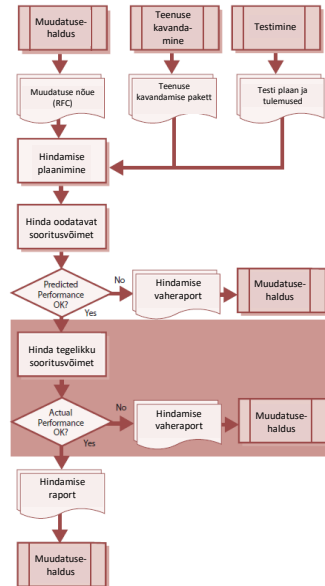 Muudatuse-
haldus
Teenuse
kavanda-
mine
Testimine
Muudatuse nõue
(RFC)
Teenuse
kavandamise pakett
Testi plaan ja
tulemused
Hindamise
plaanimine
Hinda oodatavat
sooritusvõimet
Predicted
Performance
OK?
No
Yes
Hindamise
vaheraport
Muudatuse-
haldus
Hinda tegelikku
sooritusvõimet
Actual
Performance
OK?
No
Yes
Hindamise
vaheraport
Muudatuse-
haldus
Hindamise
raport
Muudatuse-
haldus